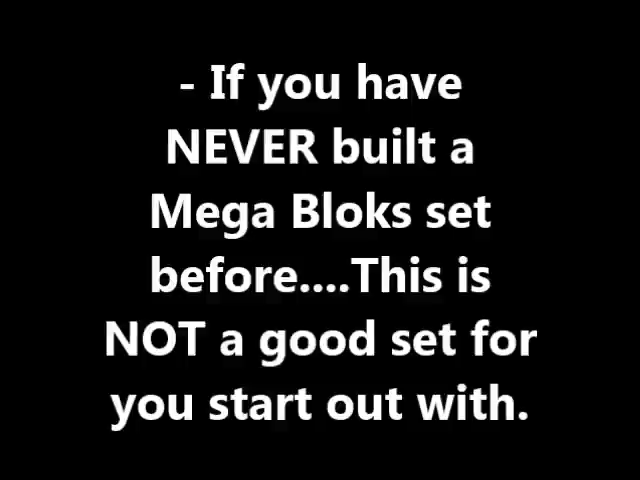 - If you have
NEVER built a
Mega Bloks set
before....This is
NOT a good set for
you start out with.